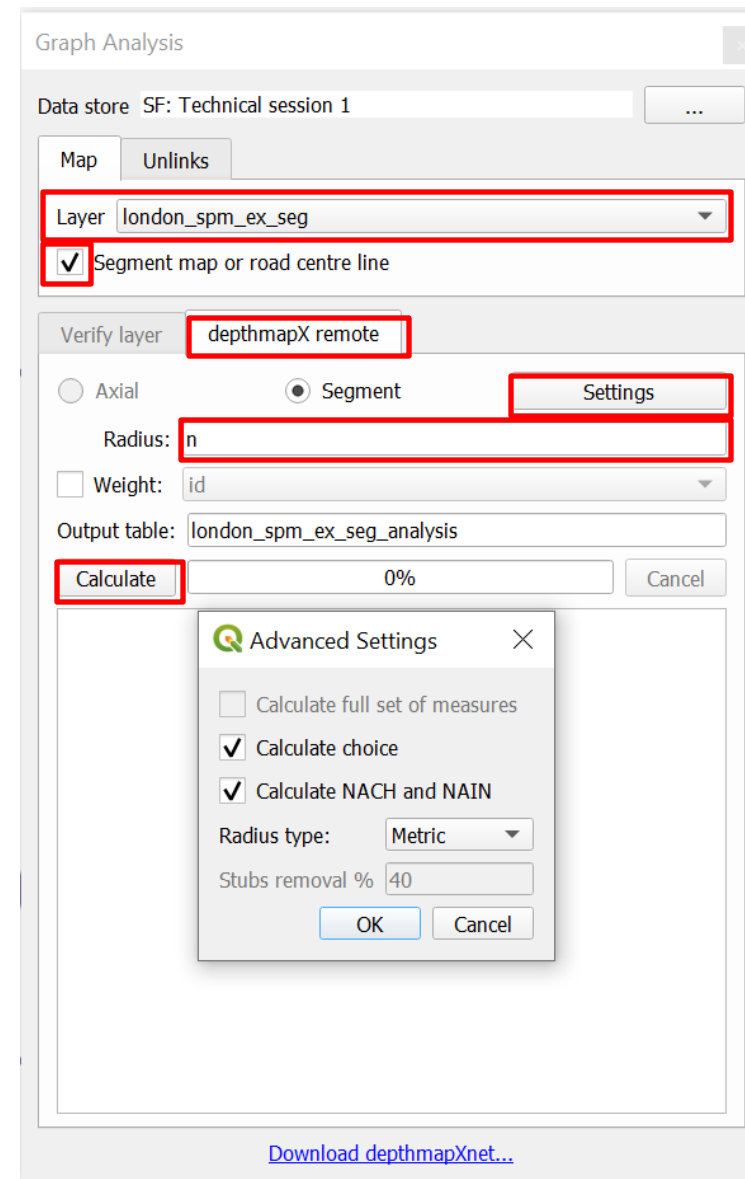 Graph Analysis
Data store SF: Technical session 1 ...
Map Unlinks
Layer london_spm_ex_seg
Segment map or road centre line
Verify layer depthmapX remote
Axial Segment Settings
Radius: n
Weight: id
Output table: london_spm_ex_seg_analysis
Calculate 0% Cancel
Advanced Settings
Calculate full set of measures
Calculate choice
Calculate NACH and NAIN
Radius type: Metric
Stubs removal % 40
OK Cancel
Download depthmapXnet...